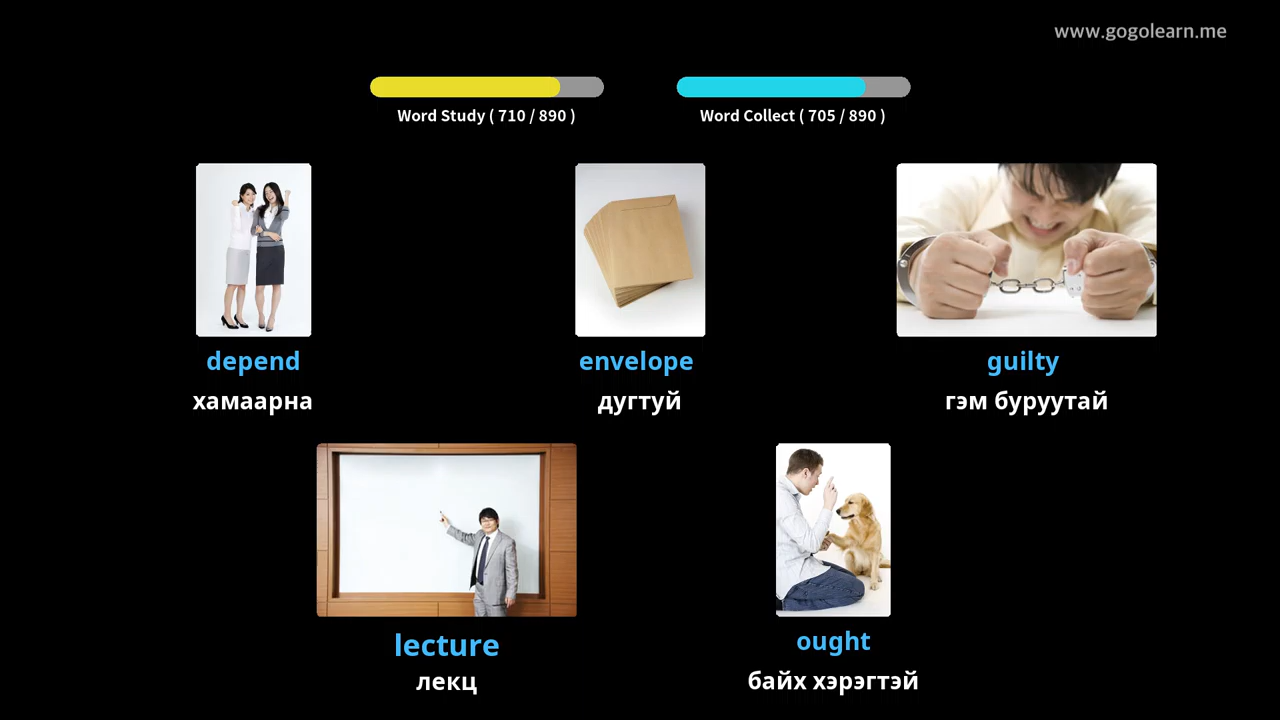 www.gogolearn.me
Word Study ( 710 / 890 )
Word Collect ( 705 / 890 )
depend
хамаарна
envelope
дугтуй
guilty
гэм буруутай
lecture
лекц
ought
байх хэрэгтэй